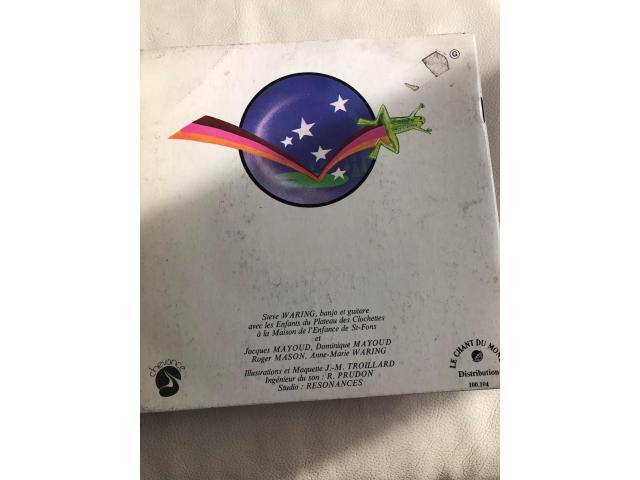 G
Steve WARING, banjo et guitare
avec les Enfants du Plateau des Clochettes
à la Maison de l'Enfance de St-Fons
et
Jacques MAYOUD, Dominique MAYOUD
Roger MASON, Anne-Marie WARING
Illustrations et Maquette J.-M. TROILLARD
Ingénieur du son : R. PRUDON
Studio : RESONANCES
chevance
LE CHANT DU MON
Distribution
100.104